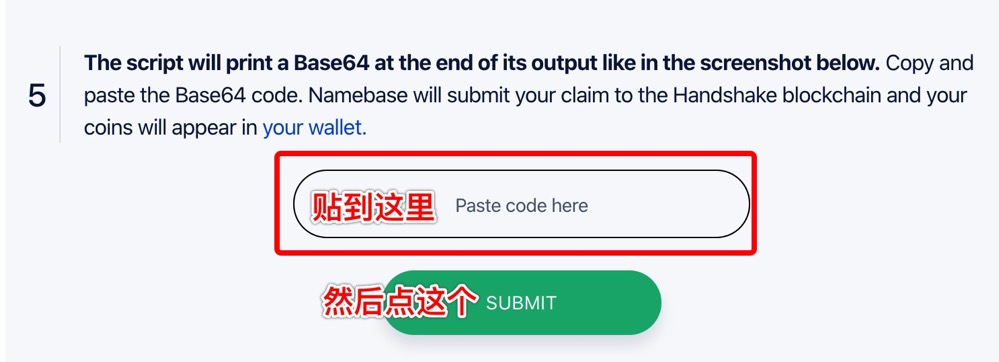 5
The script will print a Base64 at the end of its output like in the screenshot below. Copy and
paste the Base64 code. Namebase will submit your claim to the Handshake blockchain and your
coins will appear in your wallet.
贴到这里 Paste code here
然后点这个 SUBMIT